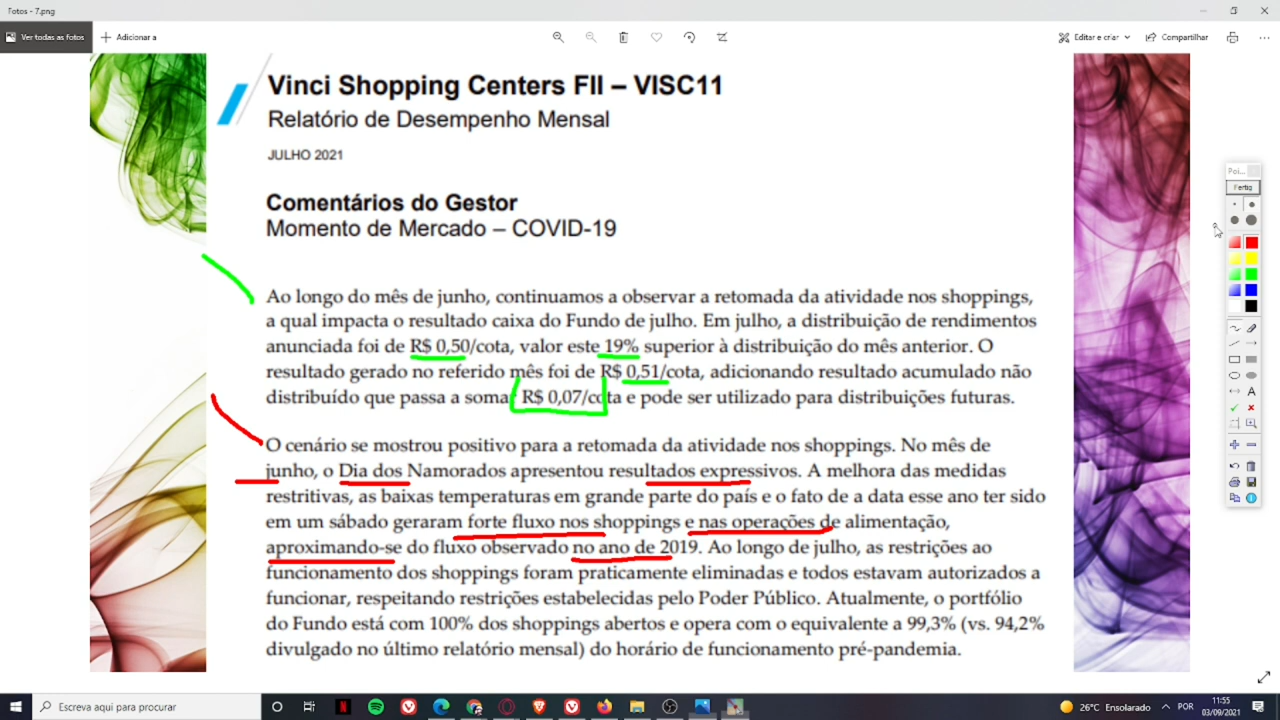 Fotos - 7.png
Ver todas as fotos
Adicionar a
Editar e criar
Compartilhar
Vinci Shopping Centers FII – VISC11
Relatório de Desempenho Mensal
JULHO 2021
Comentários do Gestor
Momento de Mercado – COVID-19
Ao longo do mês de junho, continuamos a observar a retomada da atividade nos shoppings,
a qual impacta o resultado caixa do Fundo de julho. Em julho, a distribuição de rendimentos
anunciada foi de R$ 0,50/cota, valor este 19% superior à distribuição do mês anterior. O
resultado gerado no referido mês foi de R$ 0,51/cota, adicionando resultado acumulado não
distribuído que passa a somar R$ 0,07/cota e pode ser utilizado para distribuições futuras.
O cenário se mostrou positivo para a retomada da atividade nos shoppings. No mês de
junho, o Dia dos Namorados apresentou resultados expressivos. A melhora das medidas
restritivas, as baixas temperaturas em grande parte do país e o fato de a data esse ano ter sido
em um sábado geraram forte fluxo nos shoppings e nas operações de alimentação,
aproximando-se do fluxo observado no ano de 2019. Ao longo de julho, as restrições ao
funcionamento dos shoppings foram praticamente eliminadas e todos estavam autorizados a
funcionar, respeitando restrições estabelecidas pelo Poder Público. Atualmente, o portfólio
do Fundo está com 100% dos shoppings abertos e opera com o equivalente a 99,3% (vs. 94,2%
divulgado no último relatório mensal) do horário de funcionamento pré-pandemia.
Poi...
Fertig
A
Escreva aqui para procurar
26°C Ensolarado
POR
11:55
03/09/2021